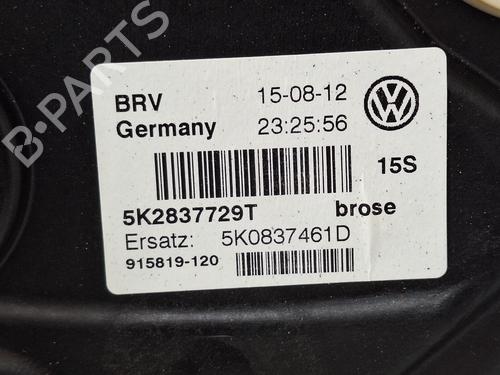 B-PARTS
BRV 15-08-12
Germany 23:25:56
15S
5K2837729T brose
Ersatz: 5K0837461D
915819-120